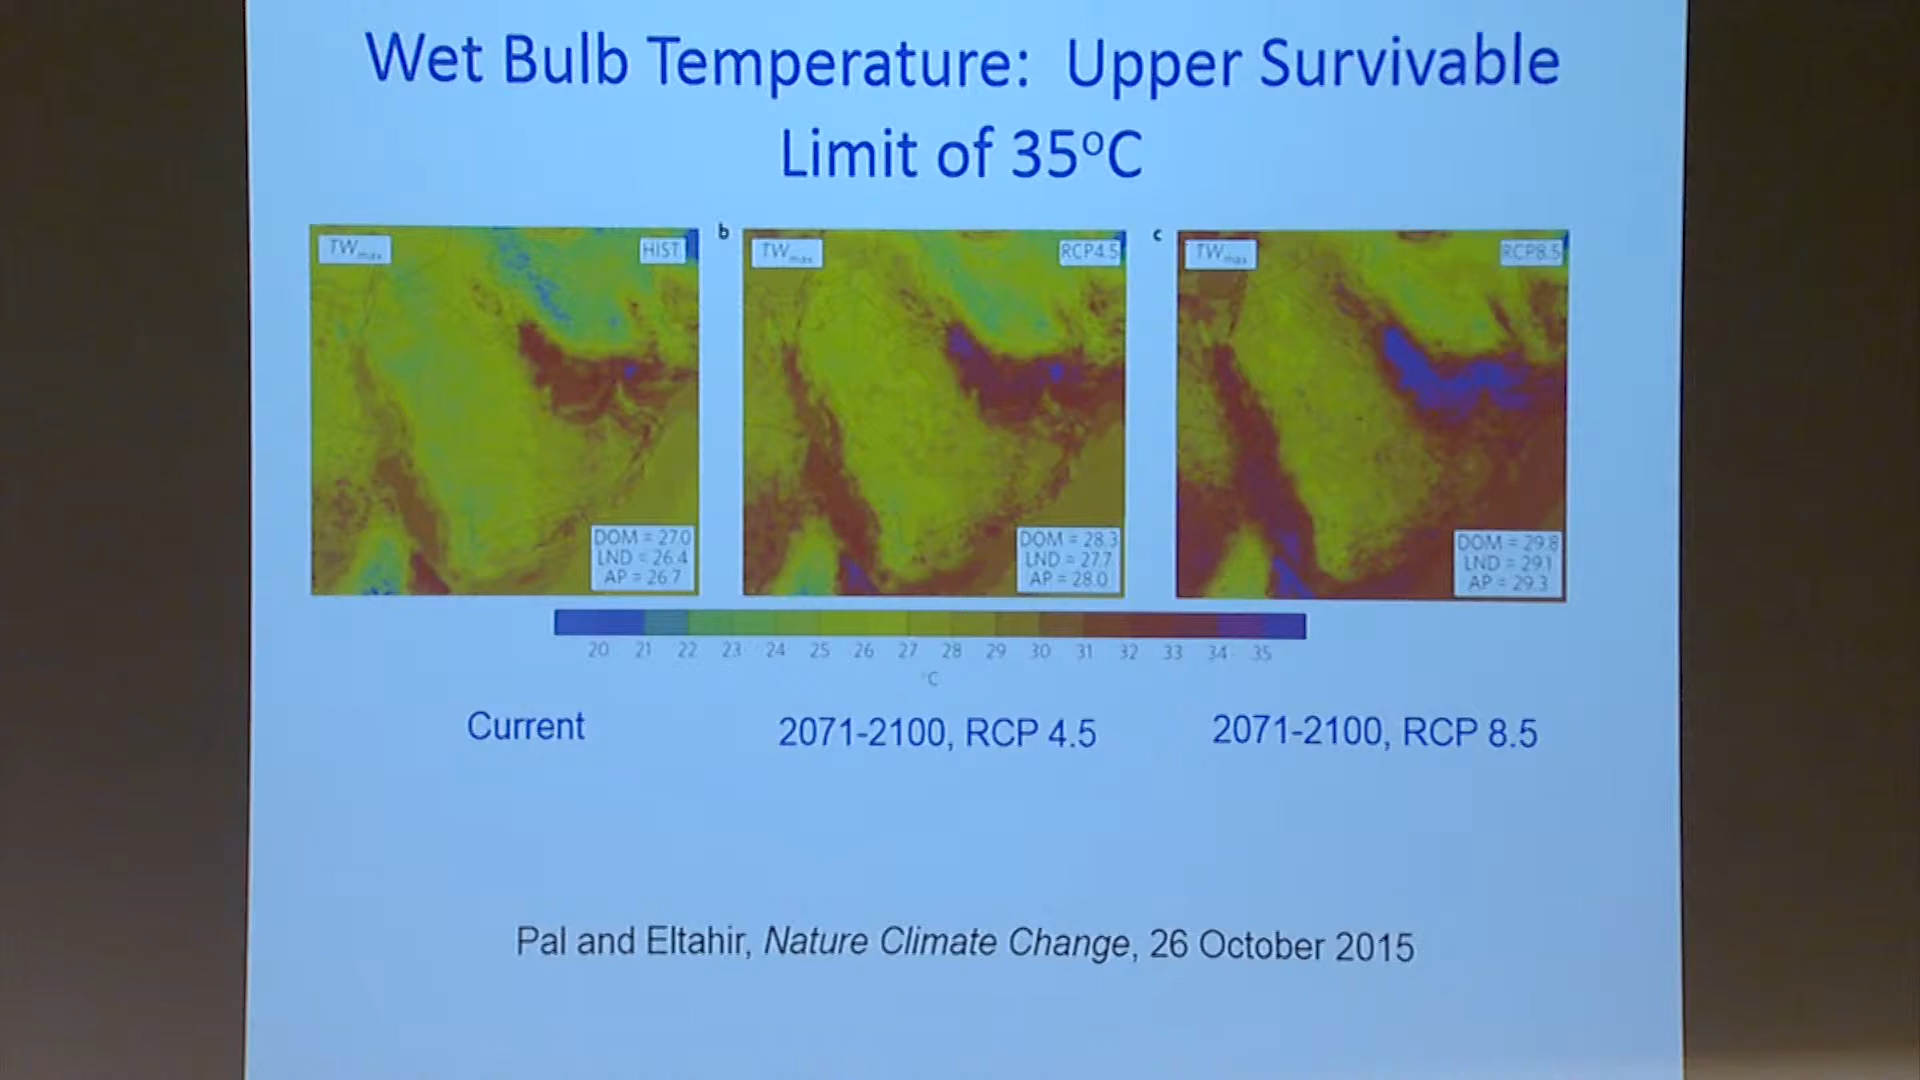 Wet Bulb Temperature: Upper Survivable
Limit of 35°C
TWmax HIST
b TWmax RCP4.5
c TWmax RCP8.5
DOM = 27.0
LND = 26.4
AP = 26.7
DOM = 28.3
LND = 27.7
AP = 28.0
DOM = 29.8
LND = 29.1
AP = 29.3
20 21 22 23 24 25 26 27 28 29 30 31 32 33 34 35
°C
Current
2071-2100, RCP 4.5
2071-2100, RCP 8.5
Pal and Eltahir, Nature Climate Change, 26 October 2015